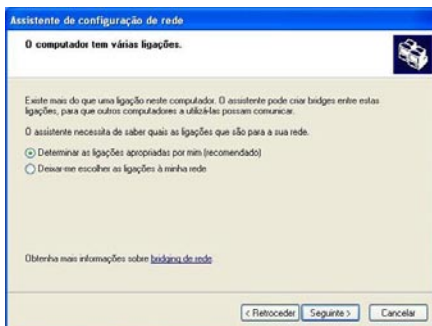 Assistente de configuração de rede
O computador tem várias ligações.
Existe mais do que uma ligação neste computador. O assistente pode criar bridges entre estas
ligações, para que outros computadores a utilizá-las possam comunicar.
O assistente necessita de saber quais as ligações que são para a sua rede.
Determinar as ligações apropriadas por mim (recomendado)
Deixar-me escolher as ligações à minha rede
Obtenha mais informações sobre bridging de rede.
< Retroceder
Seguinte >
Cancelar